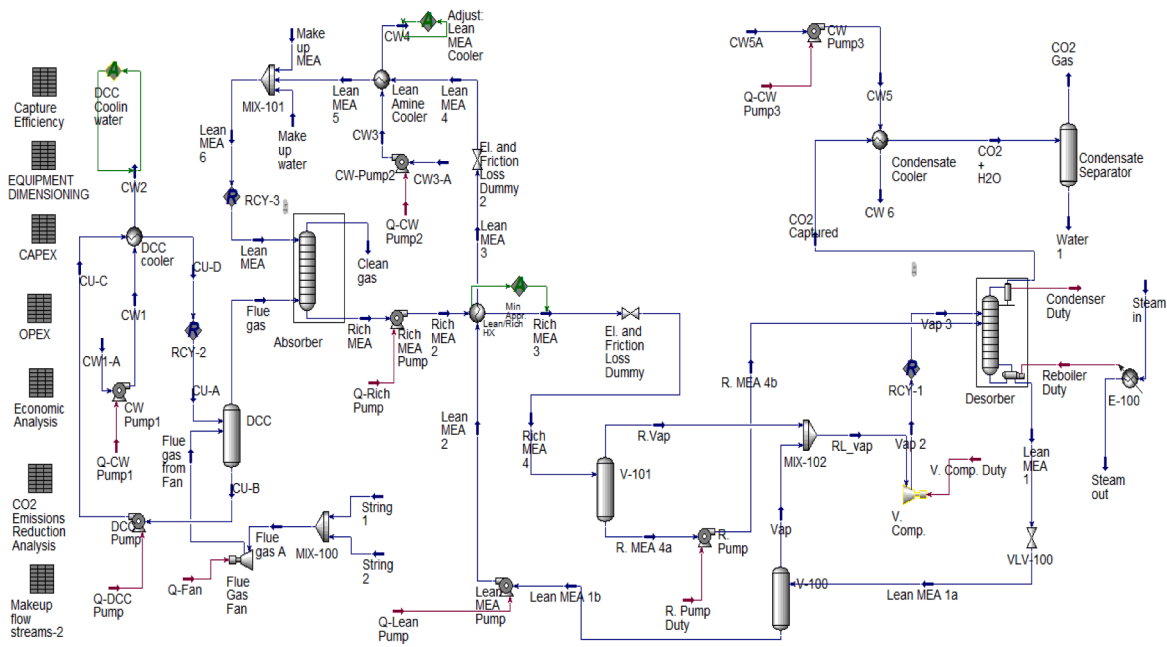 Capture
Efficiency
EQUIPMENT
DIMENSIONING
CAPEX
OPEX
Economic
Analysis
CO2
Emissions
Reduction
Analysis
Makeup
flow
streams-2
A
DCC
Coolin
water
CW2
DCC
cooler
CU-C
CU-D
CW1
R
RCY-2
CW1-A
CW
Pump1
Q-CW
Pump1
CU-A
DCC
Flue
gas
from
Fan
CU-B
DCC
Pump
Q-DCC
Pump
Q-Fan
Flue
Gas
Fan
Flue
gas A
MIX-100
String
1
String
2
Make
up
MEA
MIX-101
Make
up
water
Lean
MEA
6
R
RCY-3
Lean
MEA
Flue
gas
Absorber
Clean
gas
Rich
MEA
Rich
MEA
Pump
Q-Rich
Pump
Rich
MEA
2
CW4
A
Adjust:
Lean
MEA
Cooler
Lean
MEA
5
Lean
Amine
Cooler
Lean
MEA
4
CW3
CW-Pump2
CW3-A
Q-CW
Pump2
El. and
Friction
Loss
Dummy
2
Lean
MEA
3
A
Min
Appr.
Lean/Rich
HX
Rich
MEA
3
El. and
Friction
Loss
Dummy
Lean
MEA
2
Rich
MEA
4
V-101
R.Vap
R. MEA 4a
R.
Pump
R. Pump
Duty
R. MEA 4b
MIX-102
RL_vap
Vap
V-100
Lean MEA 1b
Lean
MEA
Pump
Q-Lean
Pump
Vap 2
V.
Comp.
V. Comp. Duty
R
RCY-1
Vap 3
CW5A
CW
Pump3
Q-CW
Pump3
CW5
Condensate
Cooler
CW 6
CO2
Captured
CO2
+
H2O
CO2
Gas
Condensate
Separator
Water
1
Condenser
Duty
Desorber
Reboiler
Duty
Steam
in
E-100
Steam
out
Lean
MEA
1
VLV-100
Lean MEA 1a